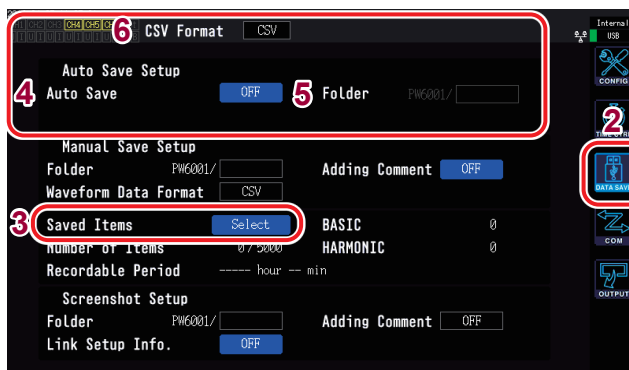 CH4 CH5
6 CSV Format CSV
Internal
USB
Auto Save Setup
4 Auto Save OFF 5 Folder PW6001/
CONFIG
2
Manual Save Setup
Folder PW6001/ Adding Comment OFF
Waveform Data Format CSV
DATA SAVE
3 Saved Items Select BASIC 0
Number of Items 0 / 5000 HARMONIC 0
COM
Recordable Period ----- hour -- min
Screenshot Setup
OUTPUT
Folder PW6001/ Adding Comment OFF
Link Setup Info. OFF